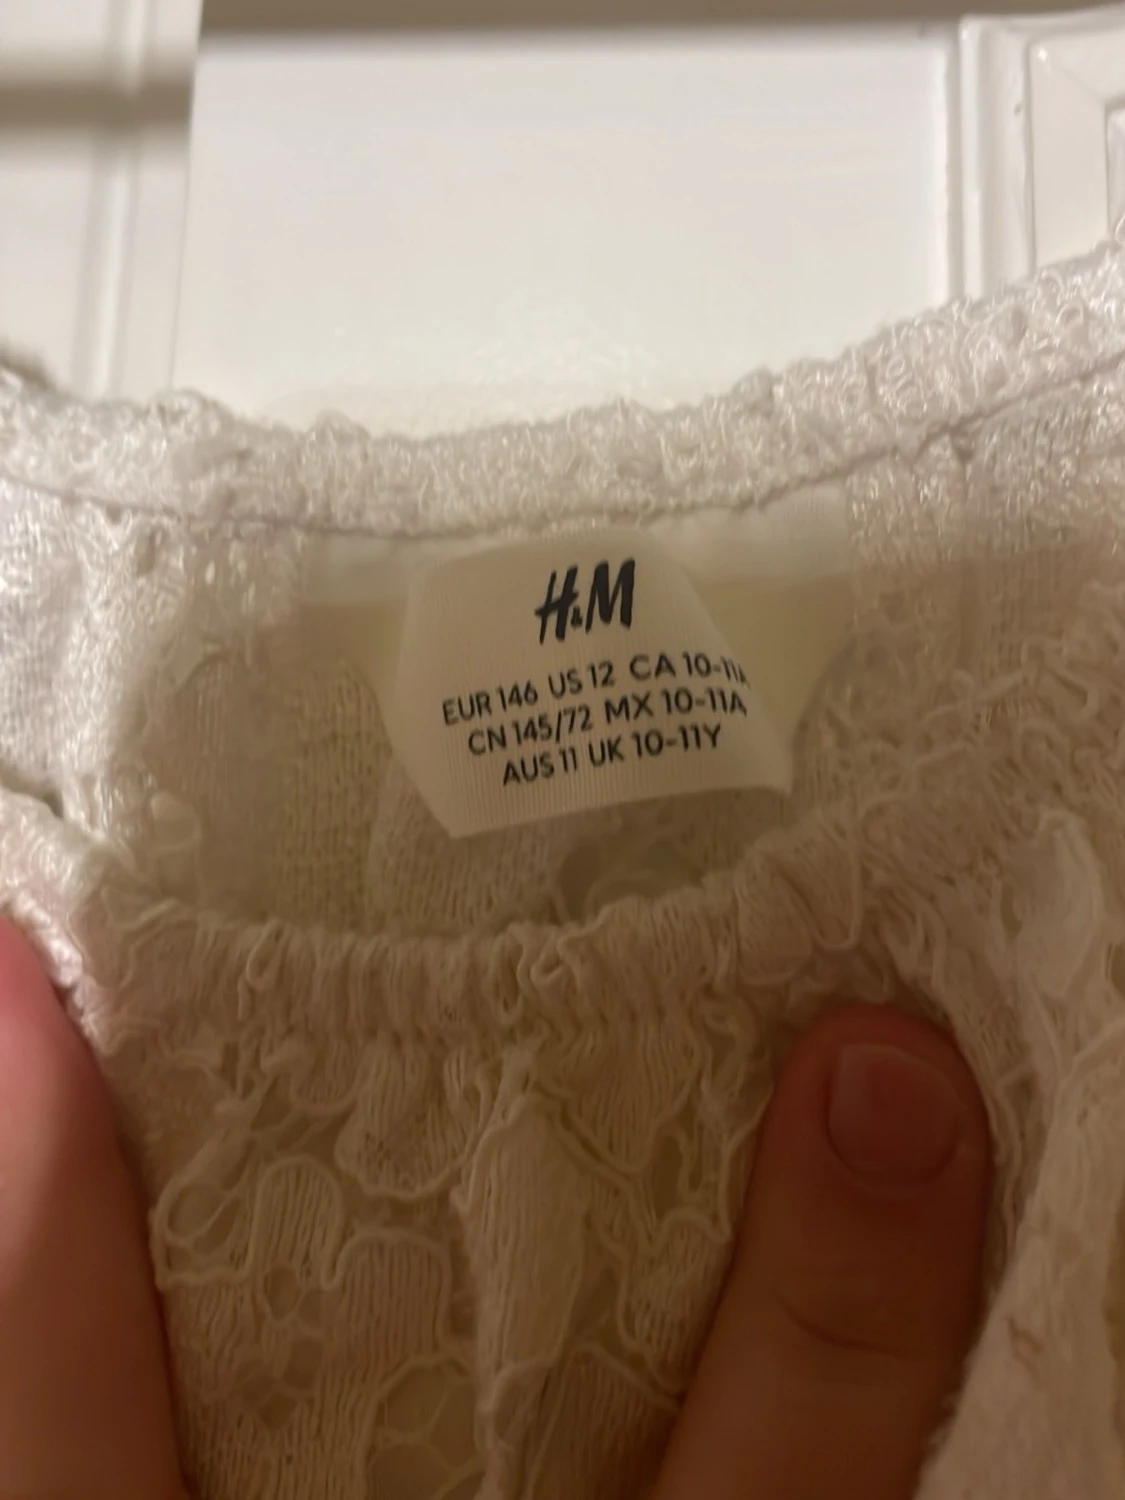 H&M
EUR 146 US 12 CA 10-11A
CN 145/72 MX 10-11A
AUS 11 UK 10-11Y